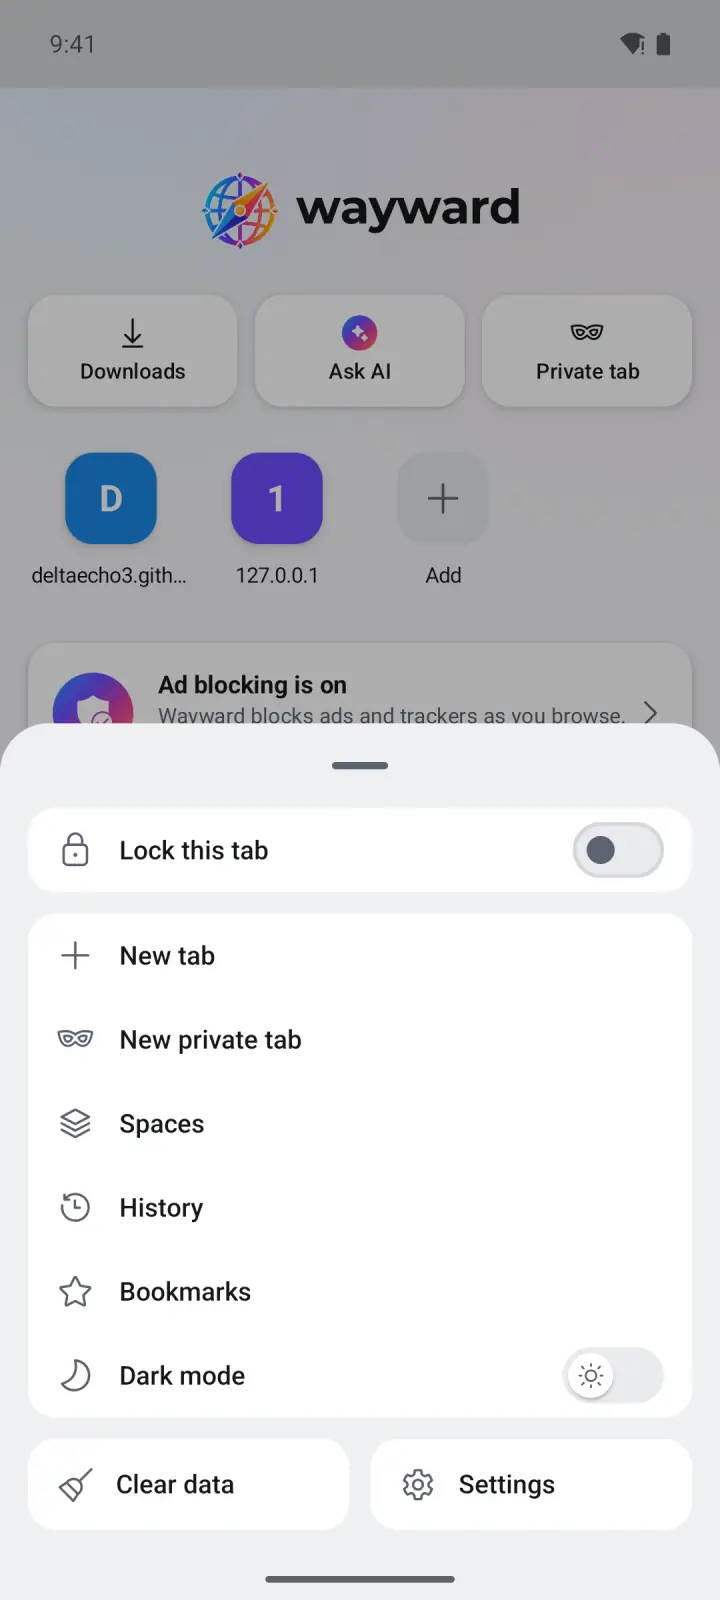 9:41
wayward
Downloads
Ask AI
Private tab
D
1
deltaecho3.gith...
127.0.0.1
Add
Ad blocking is on
Wayward blocks ads and trackers as you browse.
Lock this tab
New tab
New private tab
Spaces
History
Bookmarks
Dark mode
Clear data
Settings